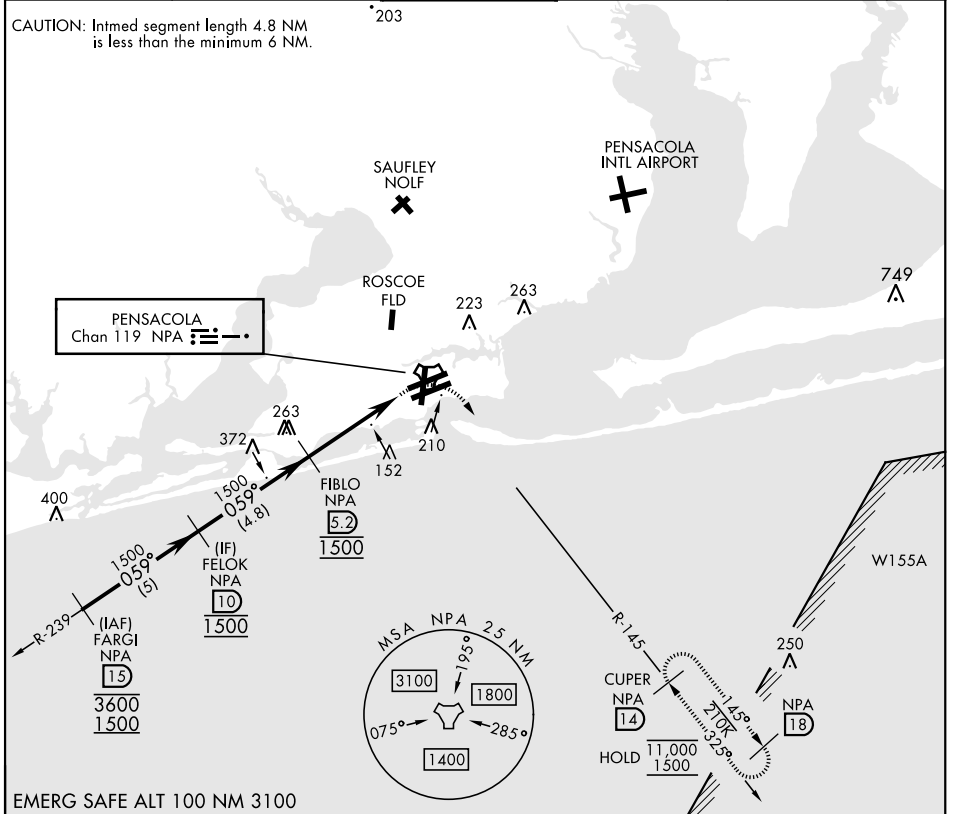 CAUTION: Intmed segment length 4.8 NM
is less than the minimum 6 NM.
203
SAUFLEY
NOLF
PENSACOLA
INTL AIRPORT
ROSCOE
FLD
223
263
749
PENSACOLA
Chan 119 NPA
263
372
210
152
400
1500
059°
(4.8)
FIBLO
NPA
5.2
1500
1500
059°
(5)
(IF)
FELOK
NPA
10
1500
R-239
(IAF)
FARGI
NPA
15
3600
1500
W155A
MSA NPA 25 NM
195°
3100
1800
075°
285°
1400
R-145
250
CUPER
NPA
14
145°
210K
325°
NPA
18
HOLD 11,000
1500
EMERG SAFE ALT 100 NM 3100